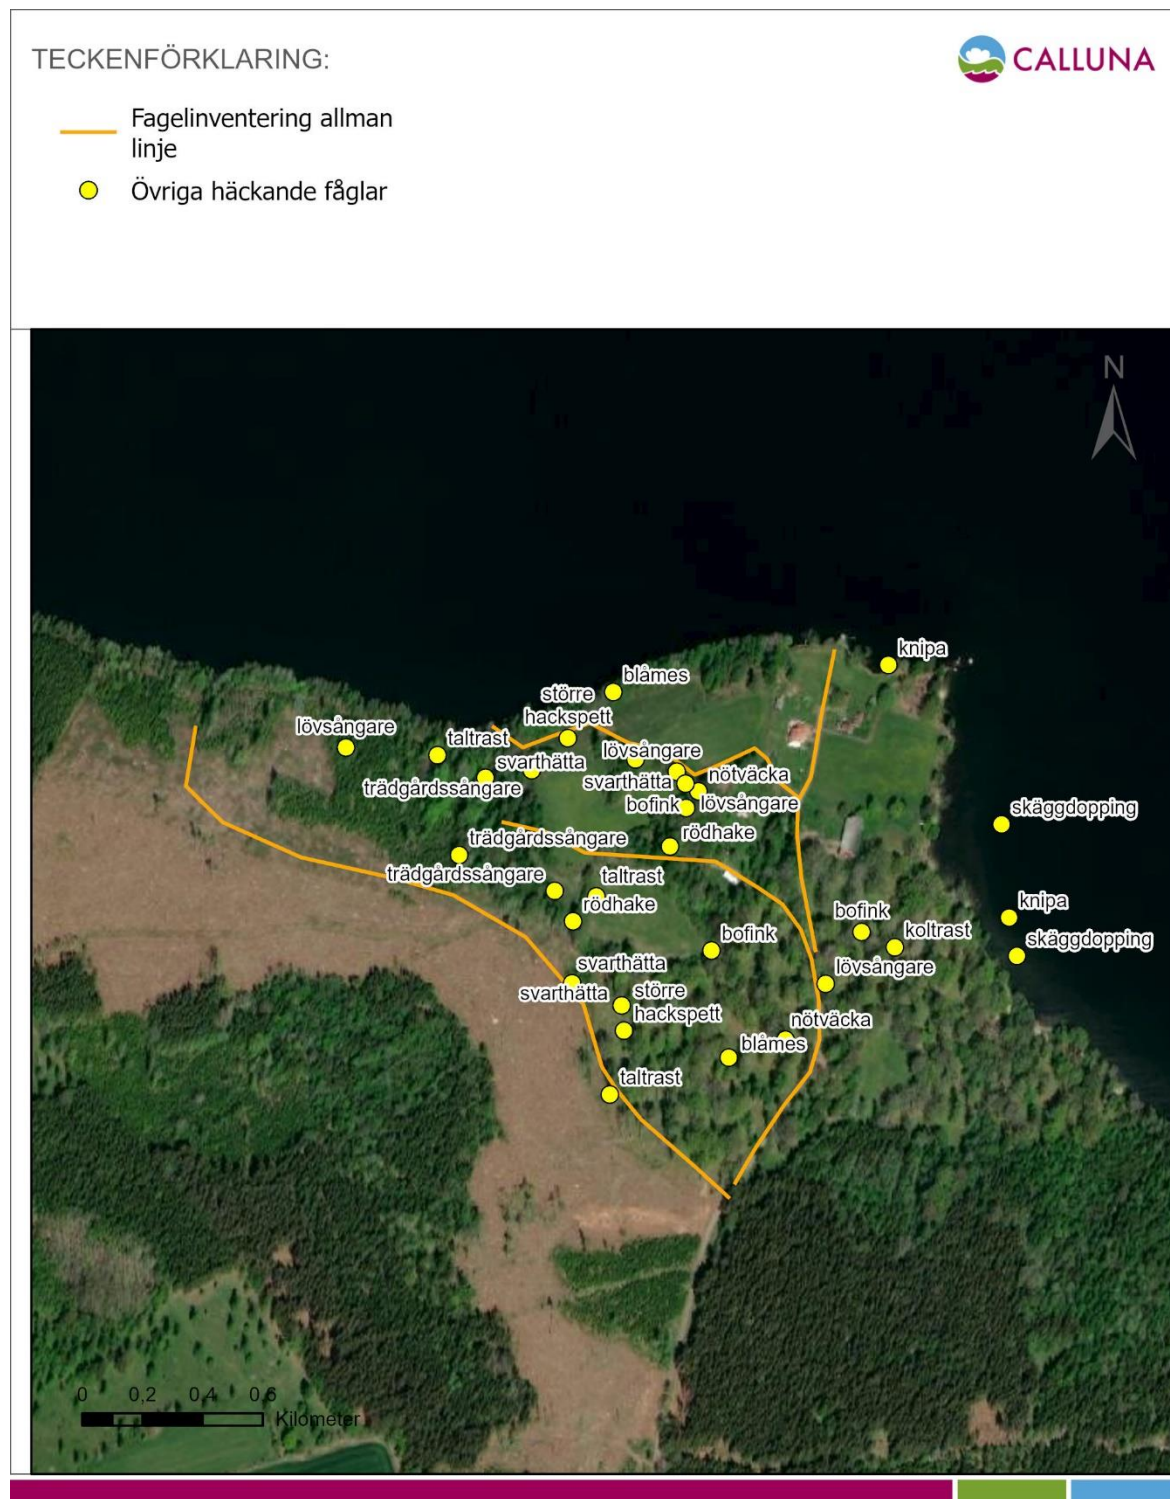 TECKENFÖRKLARING:
CALLUNA
Fagelinventering allman
linje
Övriga häckande fåglar
N
knipa
blåmes
större
hackspett
lövsångare
taltrast
lövsångare
svarthätta
nötväcka
svarthätta
trädgårdssångare
lövsångare
bofink
skäggdopping
rödhake
trädgårdssångare
trädgårdssångare
taltrast
knipa
rödhake
bofink
bofink
koltrast
skäggdopping
svarthätta
lövsångare
svarthätta
större
hackspett
nötväcka
blåmes
taltrast
0 0,2 0,4 0,6
Kilometer